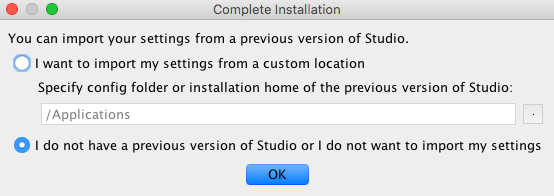 Complete Installation
You can import your settings from a previous version of Studio.
I want to import my settings from a custom location
Specify config folder or installation home of the previous version of Studio:
/Applications
.
I do not have a previous version of Studio or I do not want to import my settings
OK